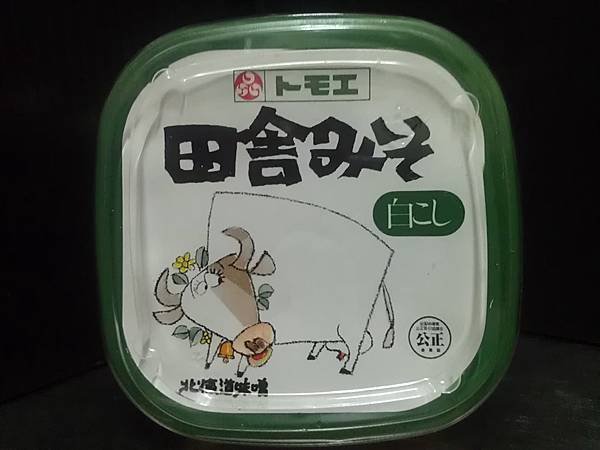 トモエ
田舎みそ
白こし
公正
北海道味噌